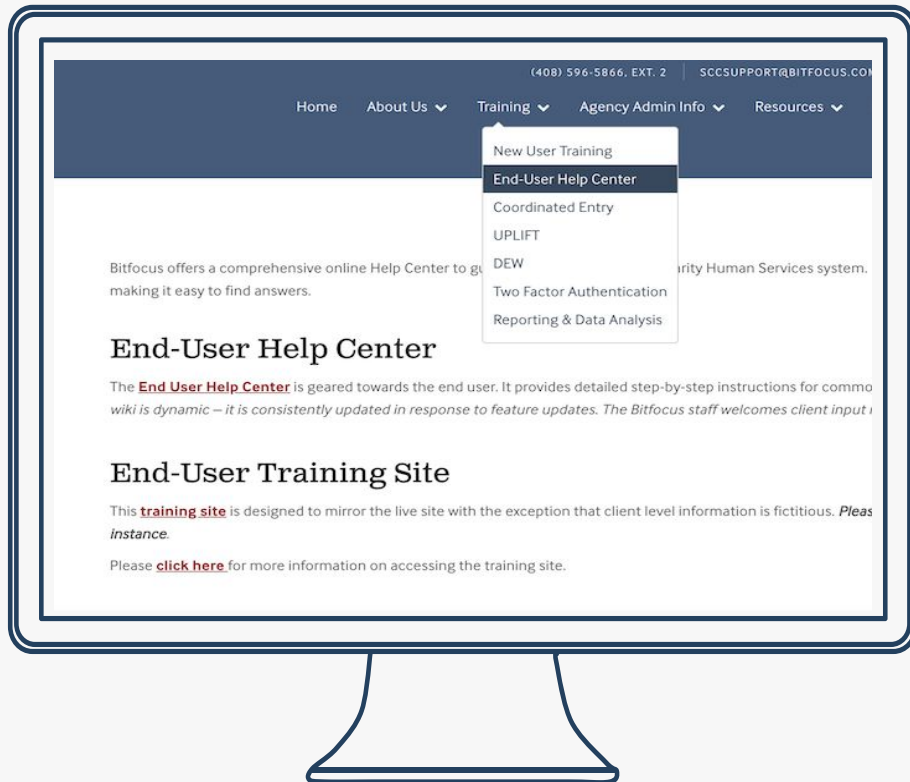 (408) 596-5866, EXT. 2 SCCSUPPORT@BITFOCUS.COM
Home About Us Training Agency Admin Info Resources
New User Training
End-User Help Center
Coordinated Entry
UPLIFT
DEW
Two Factor Authentication
Reporting & Data Analysis
Bitfocus offers a comprehensive online Help Center to Human Services system.
making it easy to find answers.
End-User Help Center
The End User Help Center is geared towards the end user. It provides detailed step-by-step instructions for
wiki is dynamic – it is consistently updated in response to feature updates. The Bitfocus staff welcomes client input
End-User Training Site
This training site is designed to mirror the live site with the exception that client level information is fictitious.
instance.
Please click here for more information on accessing the training site.